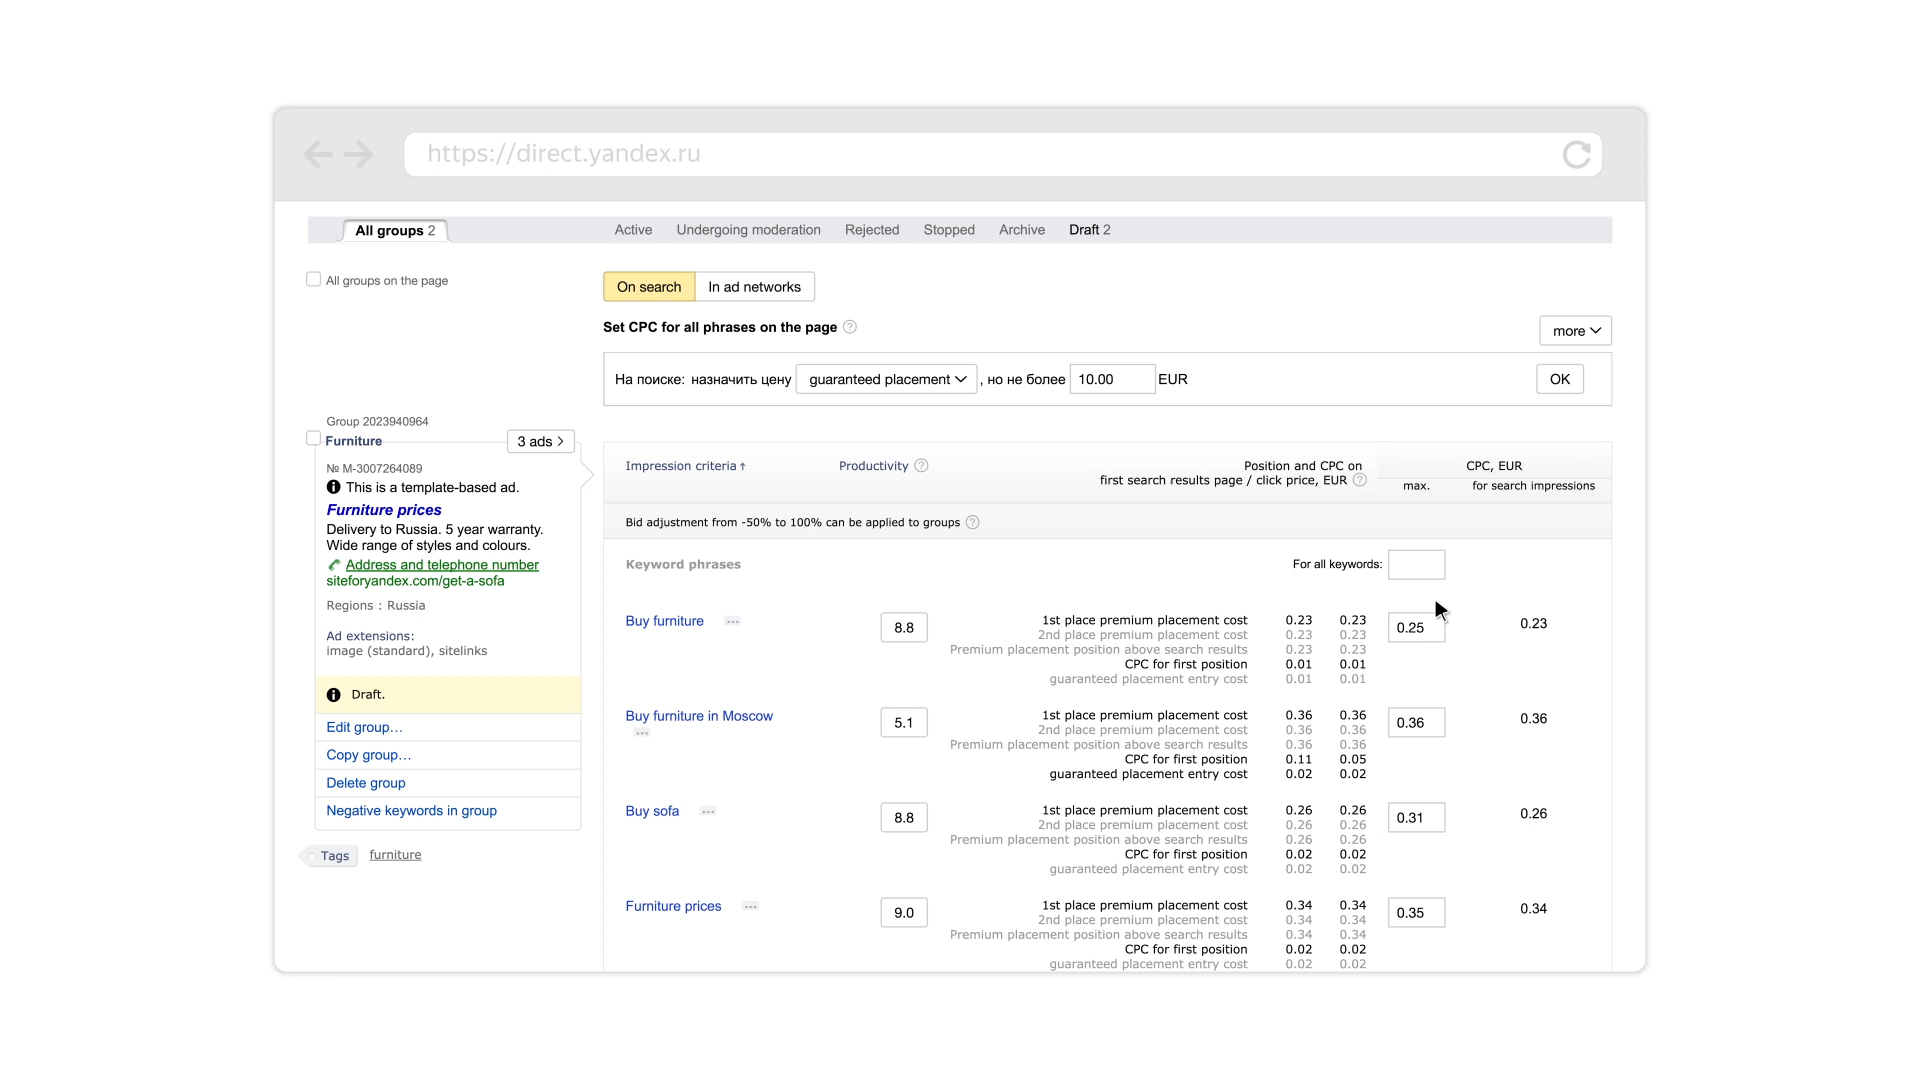 https://direct.yandex.ru
All groups 2
Active Undergoing moderation Rejected Stopped Archive Draft 2
All groups on the page
On search In ad networks
Set CPC for all phrases on the page ?
more
На поиске: назначить цену guaranteed placement , но не более 10.00 EUR OK
Group 2023940964
Furniture
3 ads >
№ M-3007264089
This is a template-based ad.
Furniture prices
Delivery to Russia. 5 year warranty.
Wide range of styles and colours.
Address and telephone number
siteforyandex.com/get-a-sofa
Regions : Russia
Ad extensions:
image (standard), sitelinks
Draft.
Edit group...
Copy group...
Delete group
Negative keywords in group
Tags furniture
Impression criteria↑ Productivity ?
Position and CPC on
first search results page / click price, EUR ?
CPC, EUR
max. for search impressions
Bid adjustment from -50% to 100% can be applied to groups ?
Keyword phrases For all keywords:
Buy furniture ... 8.8
1st place premium placement cost 0.23 0.23 0.25 0.23
2nd place premium placement cost 0.23 0.23
Premium placement position above search results 0.23 0.23
CPC for first position 0.01 0.01
guaranteed placement entry cost 0.01 0.01
Buy furniture in Moscow ... 5.1
1st place premium placement cost 0.36 0.36 0.36 0.36
2nd place premium placement cost 0.36 0.36
Premium placement position above search results 0.36 0.36
CPC for first position 0.11 0.05
guaranteed placement entry cost 0.02 0.02
Buy sofa ... 8.8
1st place premium placement cost 0.26 0.26 0.31 0.26
2nd place premium placement cost 0.26 0.26
Premium placement position above search results 0.26 0.26
CPC for first position 0.02 0.02
guaranteed placement entry cost 0.02 0.02
Furniture prices ... 9.0
1st place premium placement cost 0.34 0.34 0.35 0.34
2nd place premium placement cost 0.34 0.34
Premium placement position above search results 0.34 0.34
CPC for first position 0.02 0.02
guaranteed placement entry cost 0.02 0.02